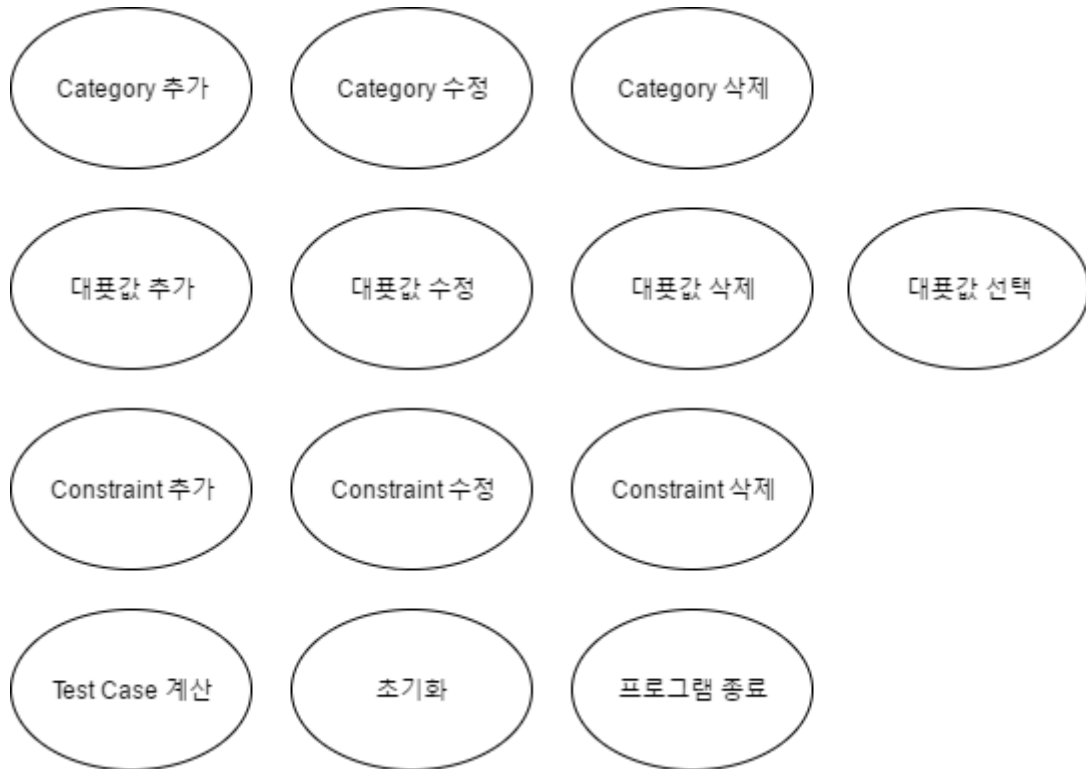 Category 추가
Category 수정
Category 삭제
대푯값 추가
대푯값 수정
대푯값 삭제
대푯값 선택
Constraint 추가
Constraint 수정
Constraint 삭제
Test Case 계산
초기화
프로그램 종료